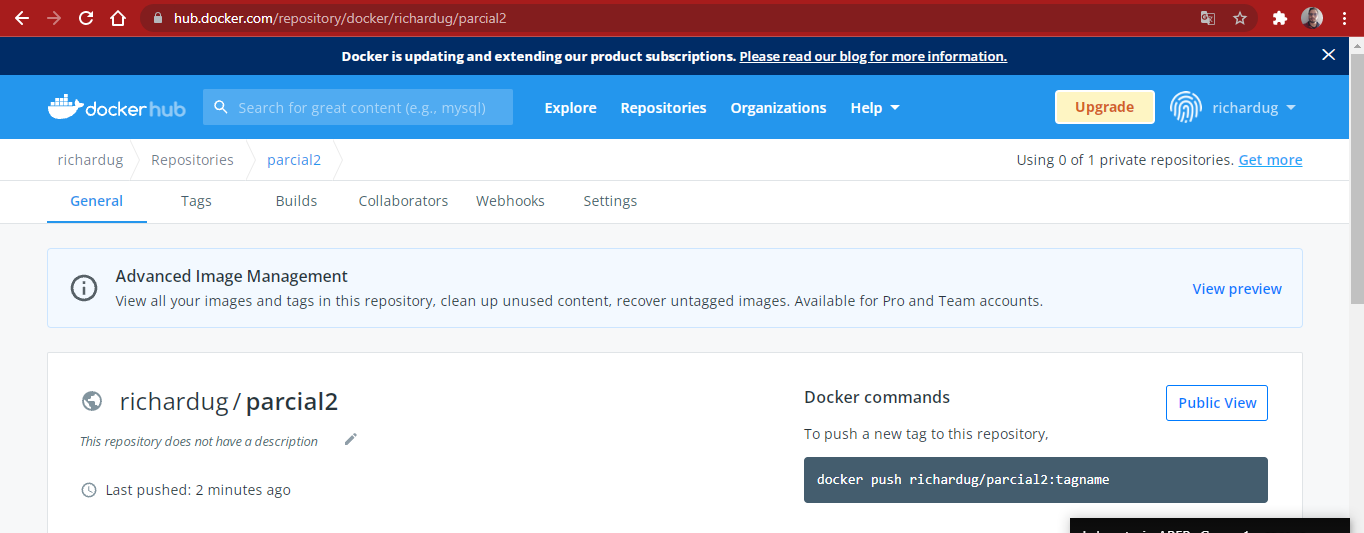 hub.docker.com/repository/docker/richardug/parcial2
Docker is updating and extending our product subscriptions. Please read our blog for more information.
dockerhub Search for great content (e.g., mysql) Explore Repositories Organizations Help Upgrade richardug
richardug Repositories parcial2 Using 0 of 1 private repositories. Get more
General Tags Builds Collaborators Webhooks Settings
Advanced Image Management
View all your images and tags in this repository, clean up unused content, recover untagged images. Available for Pro and Team accounts.
View preview
richardug / parcial2
This repository does not have a description
Last pushed: 2 minutes ago
Docker commands
Public View
To push a new tag to this repository,
docker push richardug/parcial2:tagname